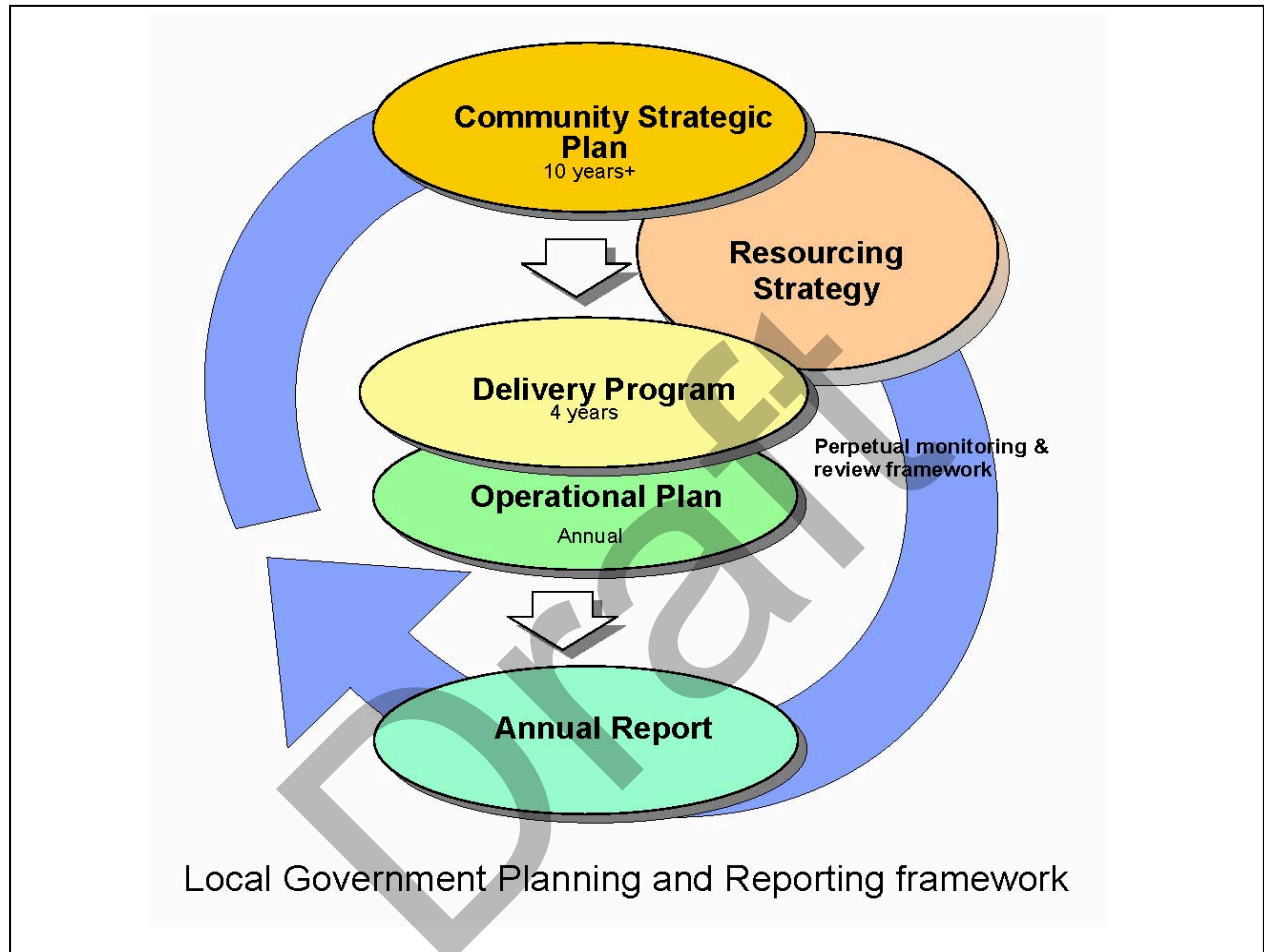 Community Strategic
Plan
10 years+
Resourcing
Strategy
Delivery Program
4 years
Perpetual monitoring &
review framework
Operational Plan
Annual
Annual Report
Local Government Planning and Reporting framework
Draft